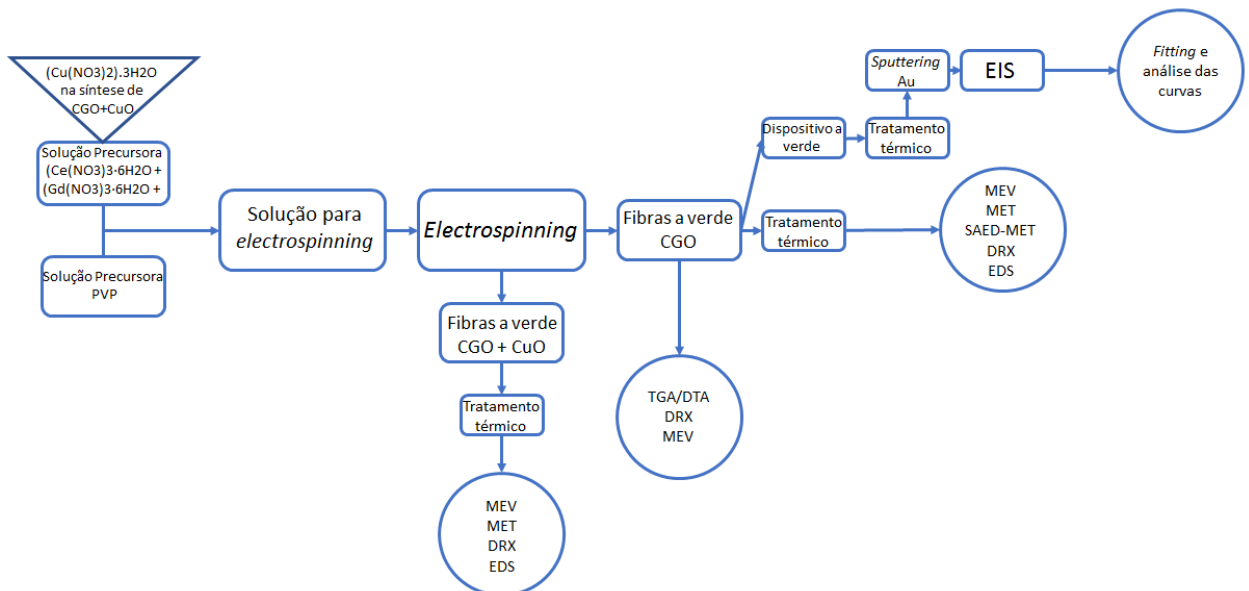 (Cu(NO3)2).3H2O
na síntese de
CGO+CuO
Solução Precursora
(Ce(NO3)3·6H2O +
(Gd(NO3)3·6H2O +
Solução Precursora
PVP
Solução para
electrospinning
Electrospinning
Fibras a verde
CGO + CuO
Tratamento
térmico
MEV
MET
DRX
EDS
Fibras a verde
CGO
TGA/DTA
DRX
MEV
Dispositivo a
verde
Tratamento
térmico
Sputtering
Au
EIS
Fitting e
análise das
curvas
Tratamento
térmico
MEV
MET
SAED-MET
DRX
EDS